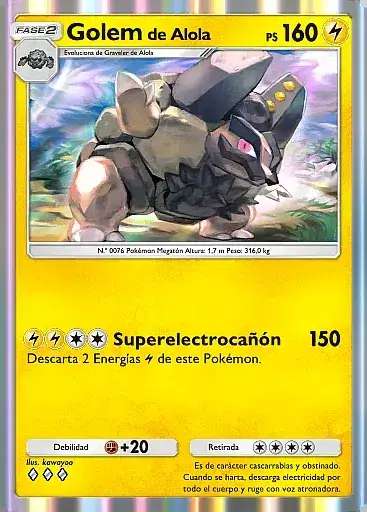 FASE2
Golem de Alola
PS 160
Evoluciona de Graveler de Alola
N.º 0076 Pokémon Megatón Altura: 1,7 m Peso: 316,0 kg
Superelectrocañón 150
Descarta 2 Energías de este Pokémon.
Debilidad +20
Retirada
Ilus. kawayoo
Es de carácter cascarrabias y obstinado.
Cuando se harta, descarga electricidad por
todo el cuerpo y ruge con voz atronadora.